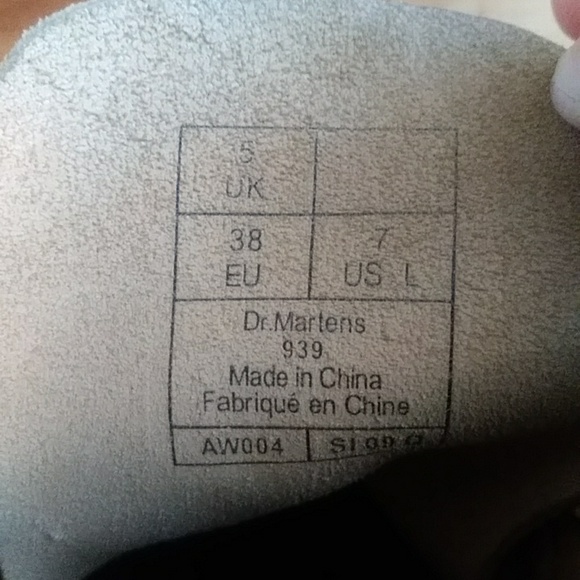 5
UK
38 7
EU US L
Dr.Martens
939
Made in China
Fabriqué en Chine
AW004